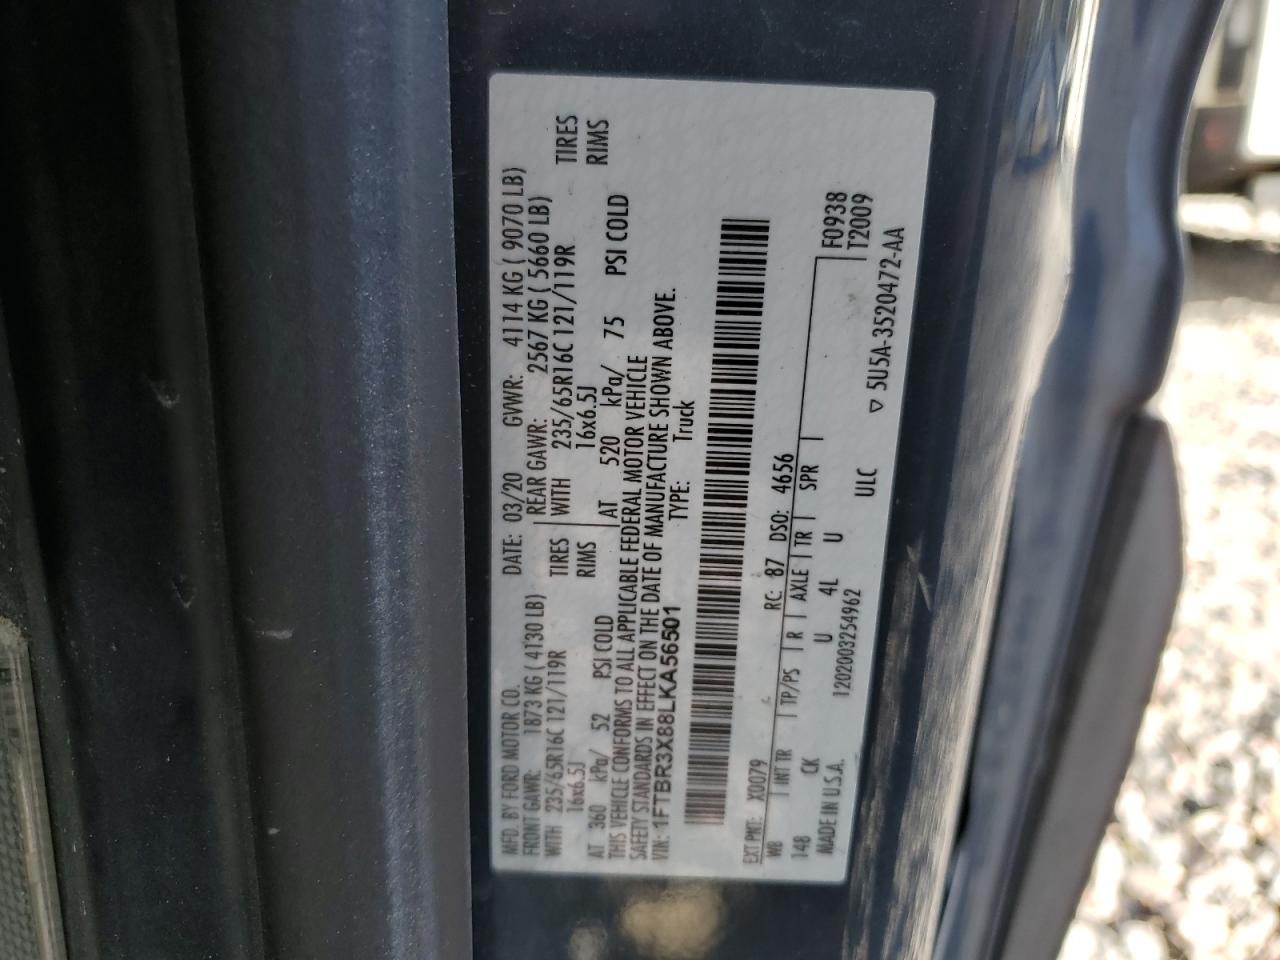 MFD. BY FORD MOTOR CO. DATE: 03/20 GVWR: 4114 KG ( 9070 LB)
FRONT GAWR: 1873 KG ( 4130 LB) REAR GAWR: 2567 KG ( 5660 LB)
WITH 235/65R16C 121/119R TIRES WITH 235/65R16C 121/119R TIRES
16x6.5J RIMS 16x6.5J RIMS
AT 360 kPa/ 52 PSI COLD AT 520 kPa/ 75 PSI COLD
THIS VEHICLE CONFORMS TO ALL APPLICABLE FEDERAL MOTOR VEHICLE
SAFETY STANDARDS IN EFFECT ON THE DATE OF MANUFACTURE SHOWN ABOVE.
VIN: 1FTBR3X88LKA56501 TYPE: Truck
EXT PNT: X0079 RC: 87 DSO: 4656
WB INT TR TP/PS R AXLE TR SPR F0938
148 CK U 4L U T2009
MADE IN U.S.A. 1202003254962 ULC ▽ 5U5A-3520472-AA